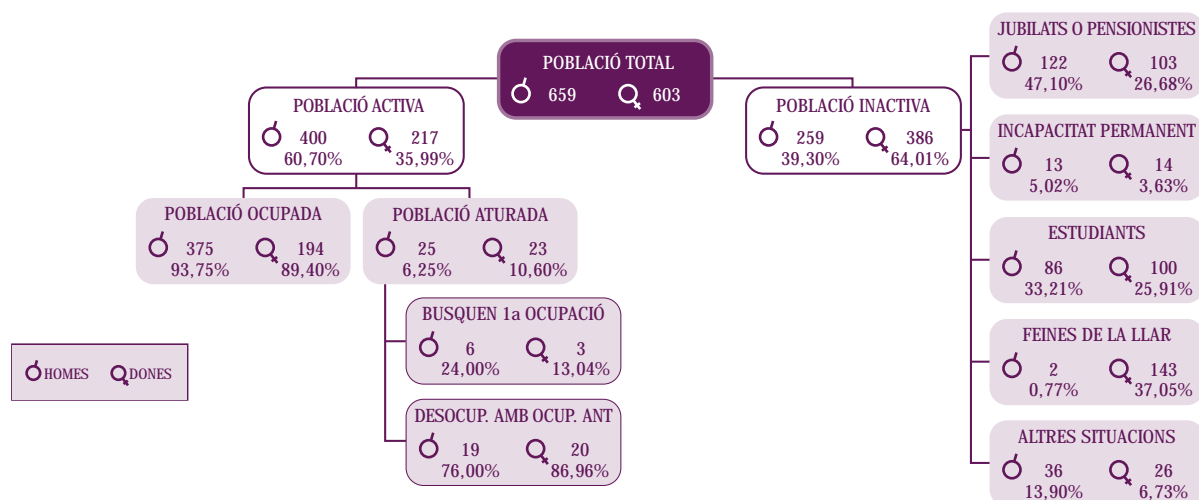 POBLACIÓ TOTAL
659 603
POBLACIÓ ACTIVA
400 217
60,70% 35,99%
POBLACIÓ OCUPADA
375 194
93,75% 89,40%
POBLACIÓ ATURADA
25 23
6,25% 10,60%
BUSQUEN 1a OCUPACIÓ
6 3
24,00% 13,04%
DESOCUP. AMB OCUP. ANT
19 20
76,00% 86,96%
POBLACIÓ INACTIVA
259 386
39,30% 64,01%
JUBILATS O PENSIONISTES
122 103
47,10% 26,68%
INCAPACITAT PERMANENT
13 14
5,02% 3,63%
ESTUDIANTS
86 100
33,21% 25,91%
FEINES DE LA LLAR
2 143
0,77% 37,05%
ALTRES SITUACIONS
36 26
13,90% 6,73%
HOMES DONES